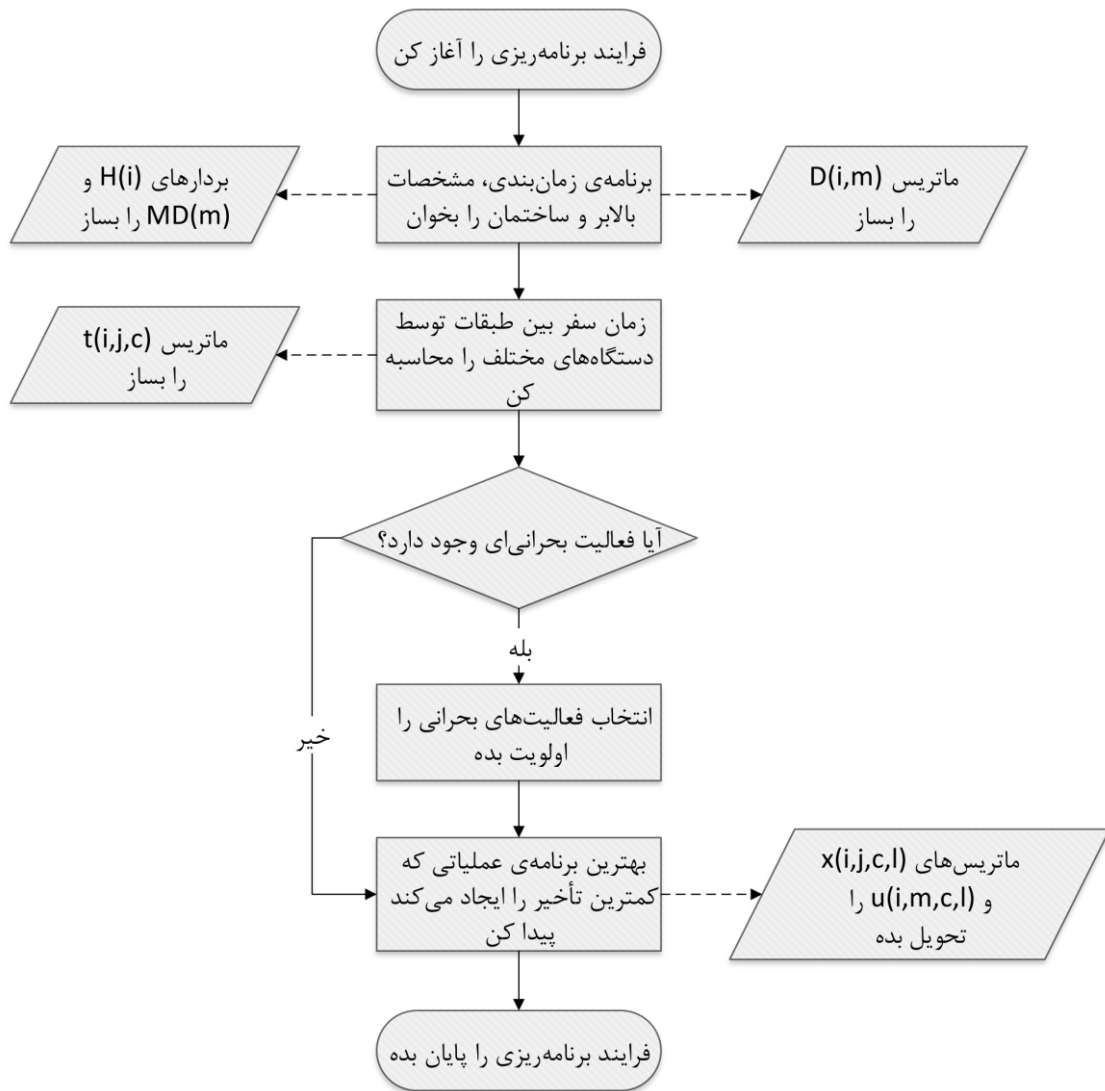 فرایند برنامه‌ریزی را آغاز کن
برنامه‌ی زمان‌بندی، مشخصات
بالابر و ساختمان را بخوان
ماتریس D(i,m)
را بساز
بردارهای H(i) و
MD(m) را بساز
زمان سفر بین طبقات توسط
دستگاه‌های مختلف را محاسبه
کن
ماتریس t(i,j,c)
را بساز
آیا فعالیت بحرانی‌ای وجود دارد؟
بله
خیر
انتخاب فعالیت‌های بحرانی را
اولویت بده
بهترین برنامه‌ی عملیاتی که
کمترین تأخیر را ایجاد می‌کند
پیدا کن
ماتریس‌های x(i,j,c,l)
و u(i,m,c,l) را
تحویل بده
فرایند برنامه‌ریزی را پایان بده